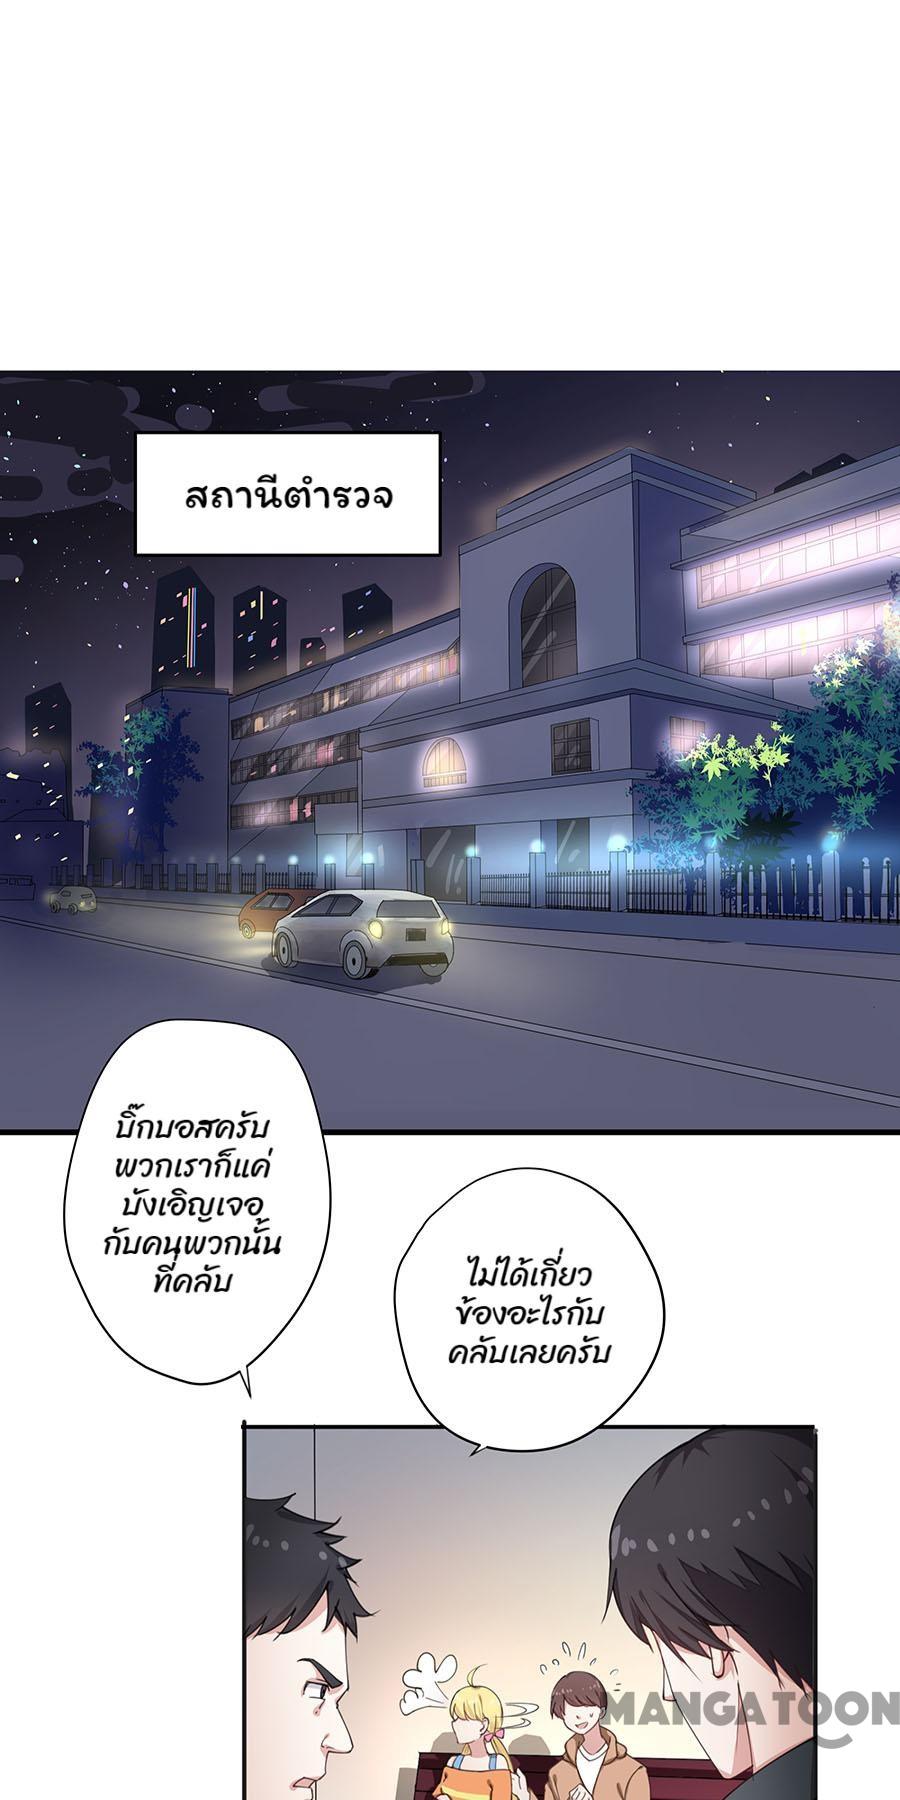 สถานีตำรวจ
บิ๊กบอสครับ
พวกเราก็แค่
บังเอิญเจอ
กับคนพวกนั้น
ที่คลับ
ไม่ได้เกี่ยว
ข้องอะไรกับ
คลับเลยครับ
MANGATOON